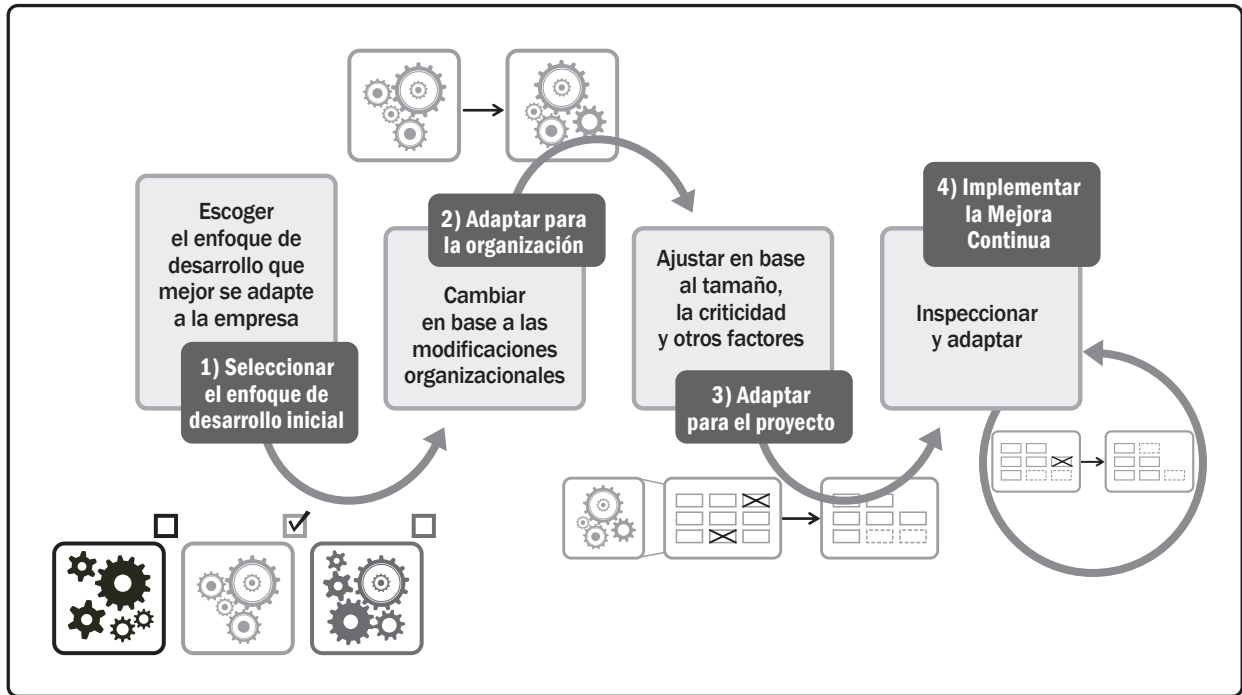 Escoger
el enfoque de
desarrollo que
mejor se adapte
a la empresa
1) Seleccionar
el enfoque de
desarrollo inicial
2) Adaptar para
la organización
Cambiar
en base a las
modificaciones
organizacionales
Ajustar en base
al tamaño,
la criticidad
y otros factores
3) Adaptar
para el proyecto
4) Implementar
la Mejora
Continua
Inspeccionar
y adaptar